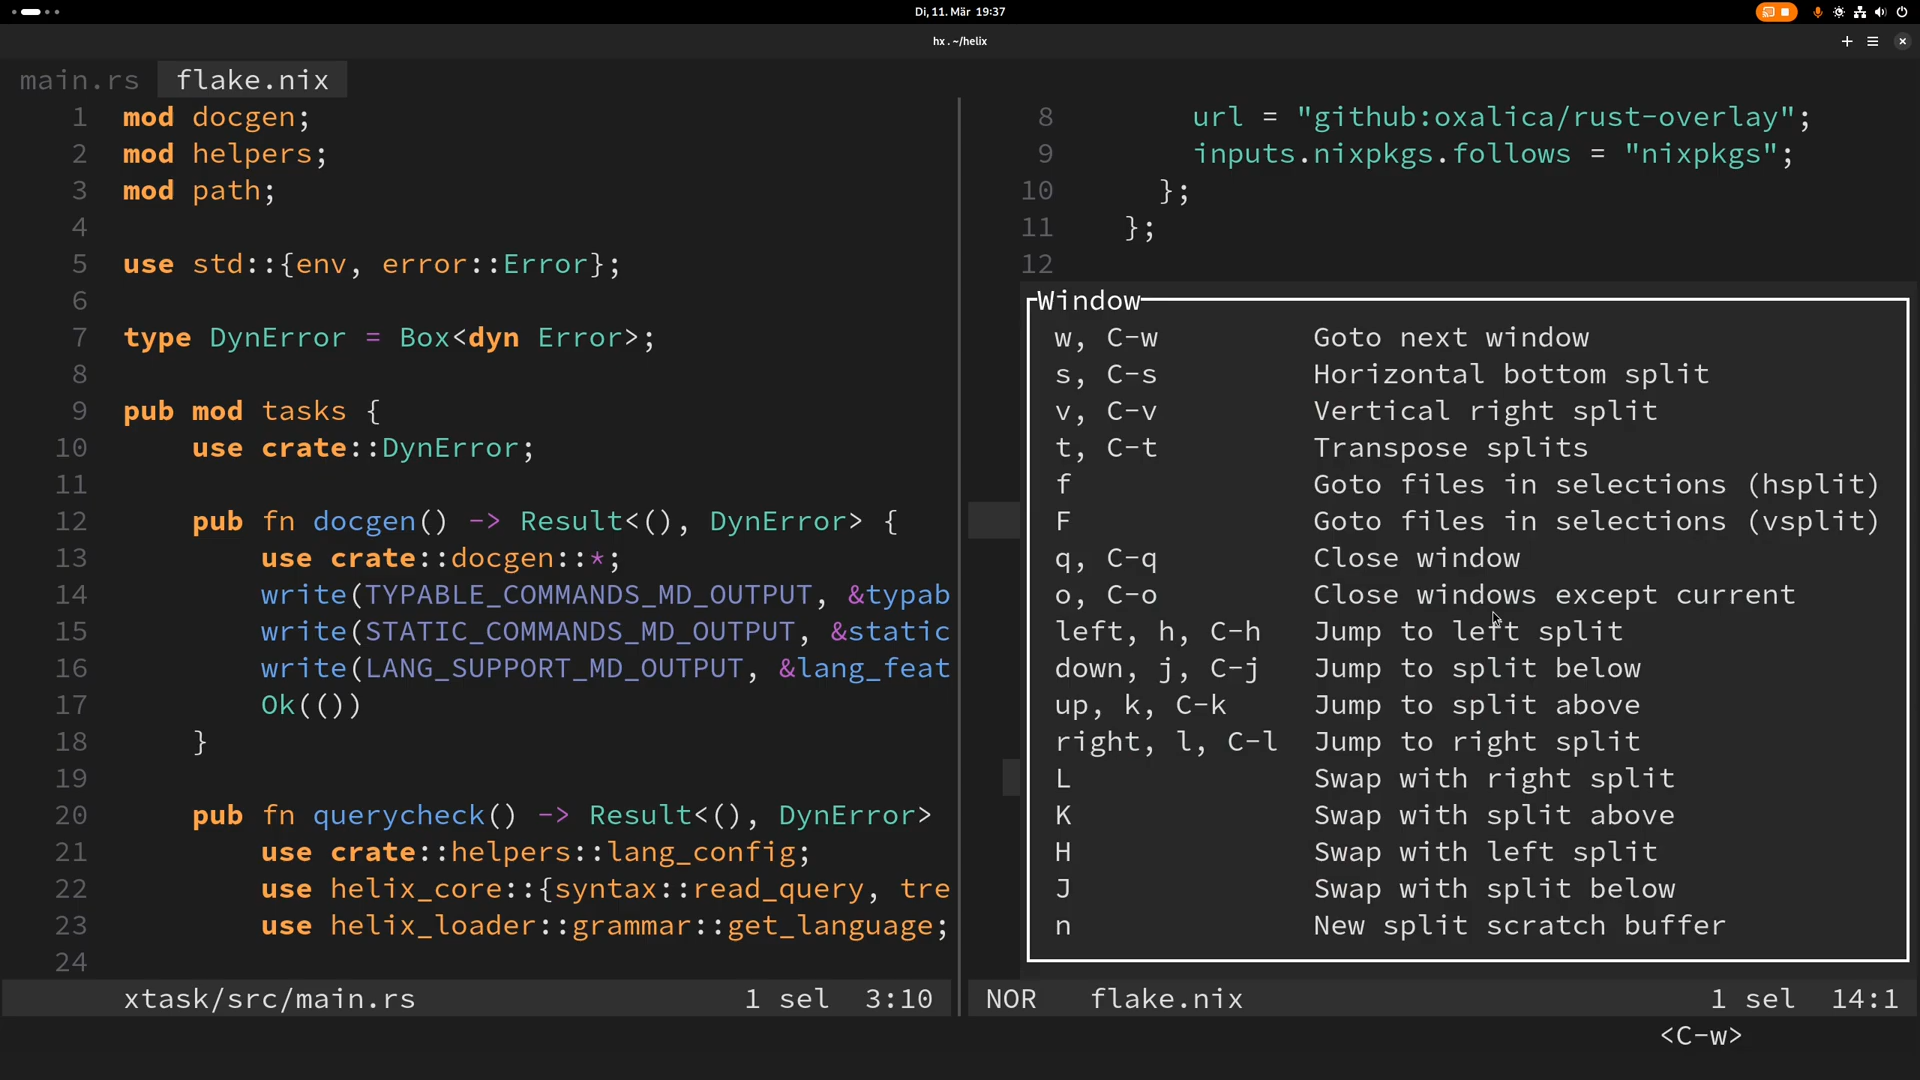 Di, 11. Mär 19:37
hx . ~/helix
main.rs flake.nix
1 mod docgen;
2 mod helpers;
3 mod path;
4
5 use std::{env, error::Error};
6
7 type DynError = Box<dyn Error>;
8
9 pub mod tasks {
10 use crate::DynError;
11
12 pub fn docgen() -> Result<(), DynError> {
13 use crate::docgen::*;
14 write(TYPABLE_COMMANDS_MD_OUTPUT, &typab
15 write(STATIC_COMMANDS_MD_OUTPUT, &static
16 write(LANG_SUPPORT_MD_OUTPUT, &lang_feat
17 Ok(())
18 }
19
20 pub fn querycheck() -> Result<(), DynError>
21 use crate::helpers::lang_config;
22 use helix_core::{syntax::read_query, tre
23 use helix_loader::grammar::get_language;
24
xtask/src/main.rs 1 sel 3:10
8 url = "github:oxalica/rust-overlay";
9 inputs.nixpkgs.follows = "nixpkgs";
10 };
11 };
12
Window
w, C-w Goto next window
s, C-s Horizontal bottom split
v, C-v Vertical right split
t, C-t Transpose splits
f Goto files in selections (hsplit)
F Goto files in selections (vsplit)
q, C-q Close window
o, C-o Close windows except current
left, h, C-h Jump to left split
down, j, C-j Jump to split below
up, k, C-k Jump to split above
right, l, C-l Jump to right split
L Swap with right split
K Swap with split above
H Swap with left split
J Swap with split below
n New split scratch buffer
NOR flake.nix 1 sel 14:1
<C-w>